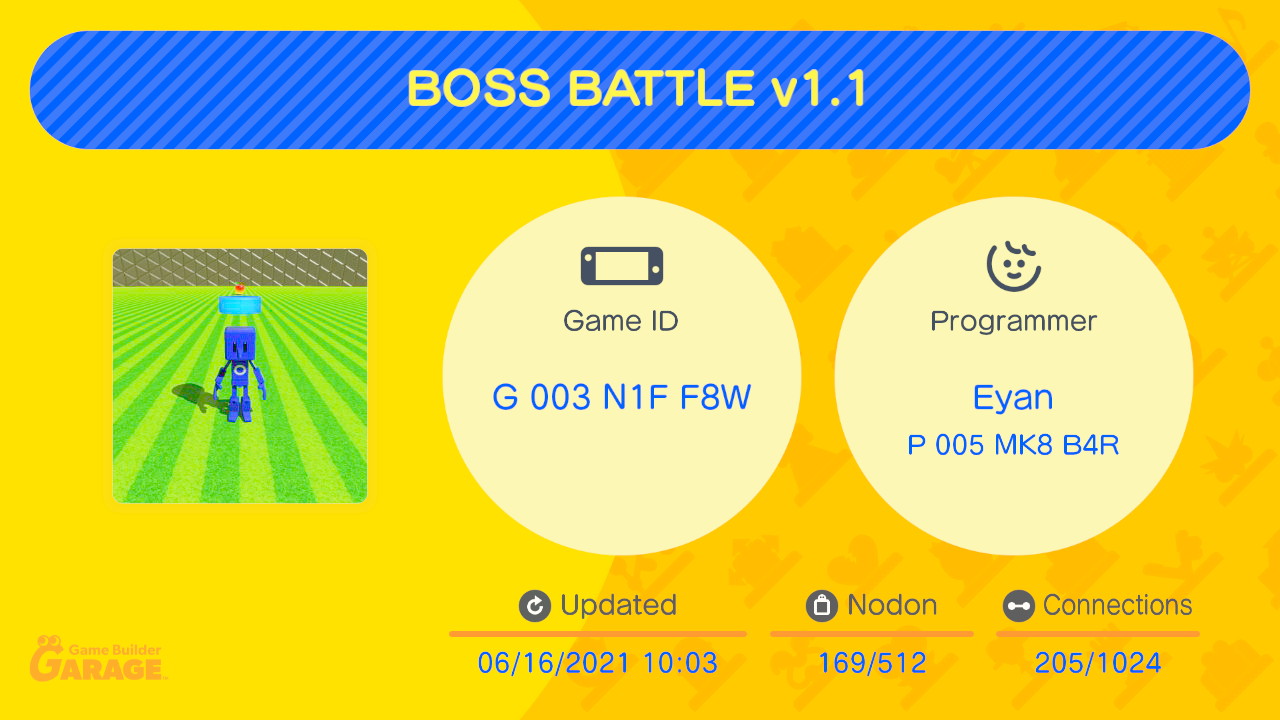 BOSS BATTLE v1.1
Game ID
G 003 N1F F8W
Programmer
Eyan
P 005 MK8 B4R
Updated
06/16/2021 10:03
Nodon
169/512
Connections
205/1024
Game Builder
GARAGE™